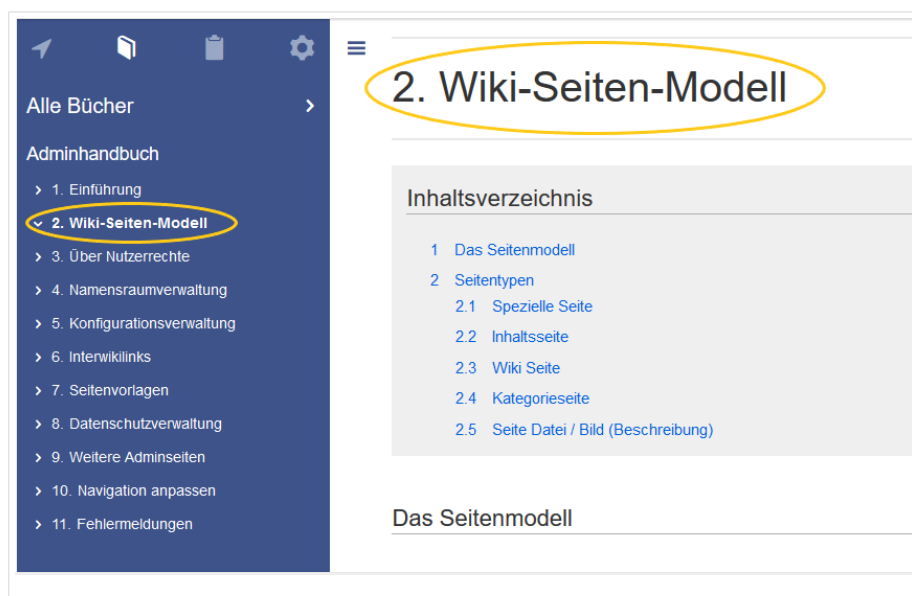 Alle Bücher
Adminhandbuch
1. Einführung
2. Wiki-Seiten-Modell
3. Über Nutzerrechte
4. Namensraumverwaltung
5. Konfigurationsverwaltung
6. Interwikilinks
7. Seitenvorlagen
8. Datenschutzverwaltung
9. Weitere Adminseiten
10. Navigation anpassen
11. Fehlermeldungen
2. Wiki-Seiten-Modell
Inhaltsverzeichnis
1 Das Seitenmodell
2 Seitentypen
2.1 Spezielle Seite
2.2 Inhaltsseite
2.3 Wiki Seite
2.4 Kategorieseite
2.5 Seite Datei / Bild (Beschreibung)
Das Seitenmodell